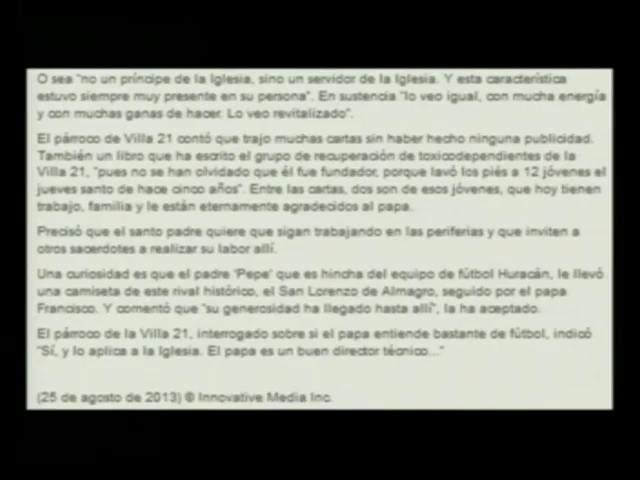 O sea "no un príncipe de la Iglesia, sino un servidor de la Iglesia. Y esta característica
estuvo siempre muy presente en su persona". En sustencia "lo veo igual, con mucha energía
y con muchas ganas de hacer. Lo veo revitalizado".
El párroco de Villa 21 contó que trajo muchas cartas sin haber hecho ninguna publicidad.
También un libro que ha escrito el grupo de recuperación de toxicodependientes de la
Villa 21, "pues no se han olvidado que él fue fundador, porque lavó los piés a 12 jóvenes el
jueves santo de hace cinco años". Entre las cartas, dos son de esos jóvenes, que hoy tienen
trabajo, familia y le están eternamente agradecidos al papa.
Precisó que el santo padre quiere que sigan trabajando en las periferias y que inviten a
otros sacerdotes a realizar su labor allí.
Una curiosidad es que el padre 'Pepe' que es hincha del equipo de fútbol Huracán, le llevó
una camiseta de este rival histórico, el San Lorenzo de Almagro, seguido por el papa
Francisco. Y comentó que "su generosidad ha llegado hasta allí", la ha aceptado.
El párroco de la Villa 21, interrogado sobre si el papa entiende bastante de fútbol, indicó
"Sí, y lo aplica a la Iglesia. El papa es un buen director técnico..."
(25 de agosto de 2013) © Innovative Media Inc.